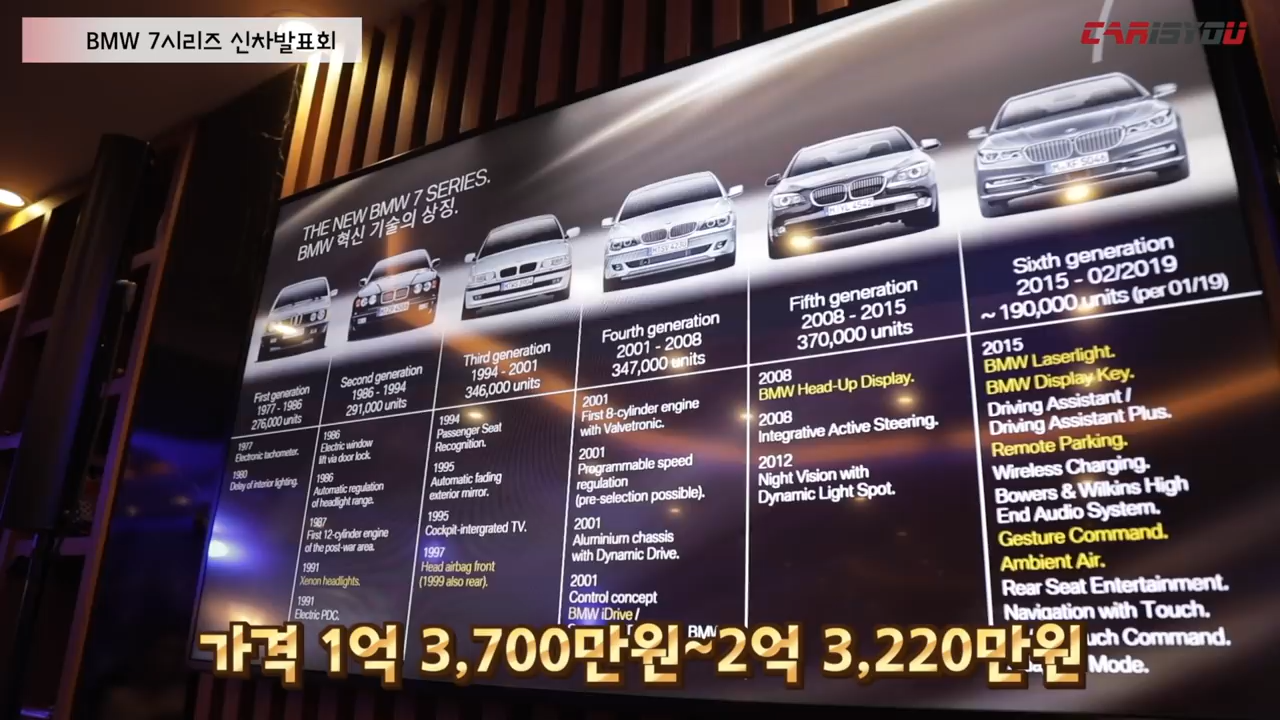 BMW 7시리즈 신차발표회
CARISYOU
THE NEW BMW 7 SERIES.
BMW 혁신 기술의 상징.
First generation
1977 - 1986
276,000 units
1977
Electronic tachometer.
1980
Delay of interior lighting.
Second generation
1986 - 1994
291,000 units
1986
Electric window
lift via door lock.
1986
Automatic regulation
of headlight range.
1987
First 12-cylinder engine
of the post-war area.
1991
Xenon headlights.
1991
Electric PDC.
Third generation
1994 - 2001
346,000 units
1994
Passenger Seat
Recognition.
1995
Automatic fading
exterior mirror.
1995
Cockpit-intergrated TV.
1997
Head airbag front
(1999 also rear).
Fourth generation
2001 - 2008
347,000 units
2001
First 8-cylinder engine
with Valvetronic.
2001
Programmable speed
regulation
(pre-selection possible).
2001
Aluminium chassis
with Dynamic Drive.
2001
Control concept
BMW iDrive /
BMW
Fifth generation
2008 - 2015
370,000 units
2008
BMW Head-Up Display.
2008
Integrative Active Steering.
2012
Night Vision with
Dynamic Light Spot.
Sixth generation
2015 - 02/2019
~ 190,000 units (per 01/19)
2015
BMW Laserlight.
BMW Display Key.
Driving Assistant /
Driving Assistant Plus.
Remote Parking.
Wireless Charging.
Bowers & Wilkins High
End Audio System.
Gesture Command.
Ambient Air.
Rear Seat Entertainment.
Navigation with Touch.
Command.
Mode.
가격 1억 3,700만원~2억 3,220만원